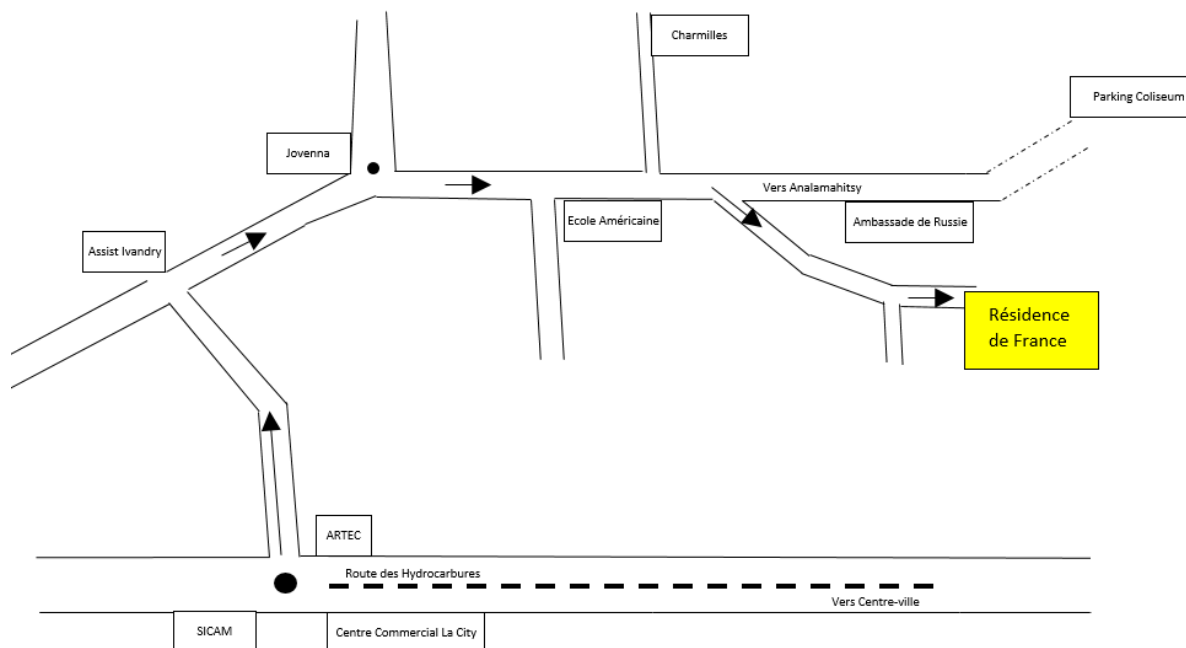 Charmilles
Parking Coliseum
Jovenna
Vers Analamahitsy
Ecole Américaine
Ambassade de Russie
Assist Ivandry
Résidence
de France
ARTEC
Route des Hydrocarbures
Vers Centre-ville
SICAM
Centre Commercial La City